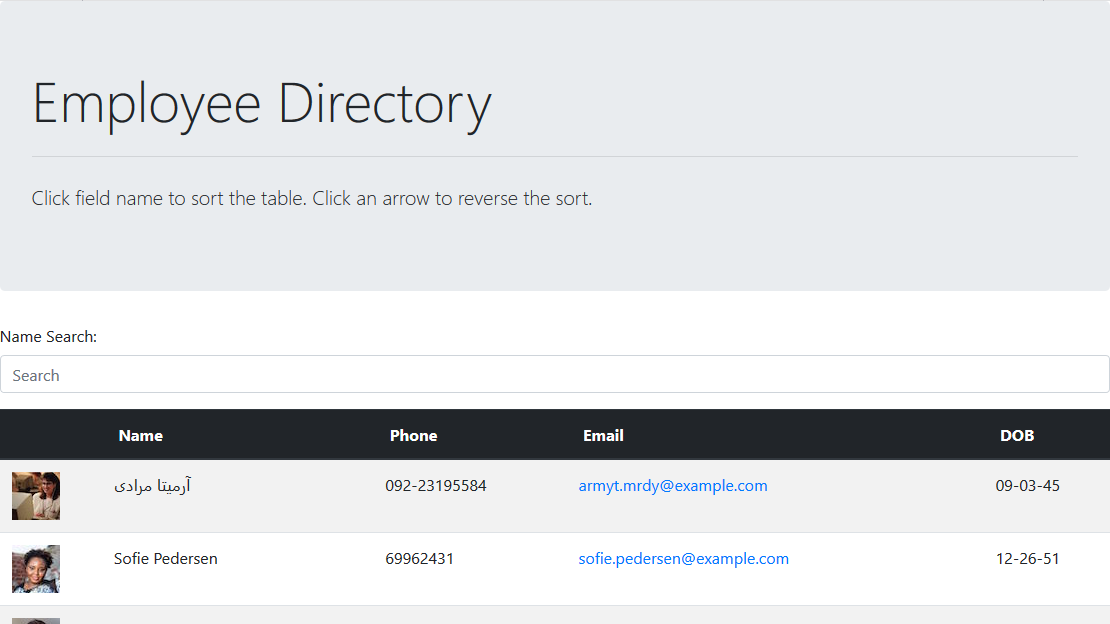 Employee Directory
Click field name to sort the table. Click an arrow to reverse the sort.
Name Search:
Search
Name Phone Email DOB
آرمیتا مرادی 092-23195584 armyt.mrdy@example.com 09-03-45
Sofie Pedersen 69962431 sofie.pedersen@example.com 12-26-51